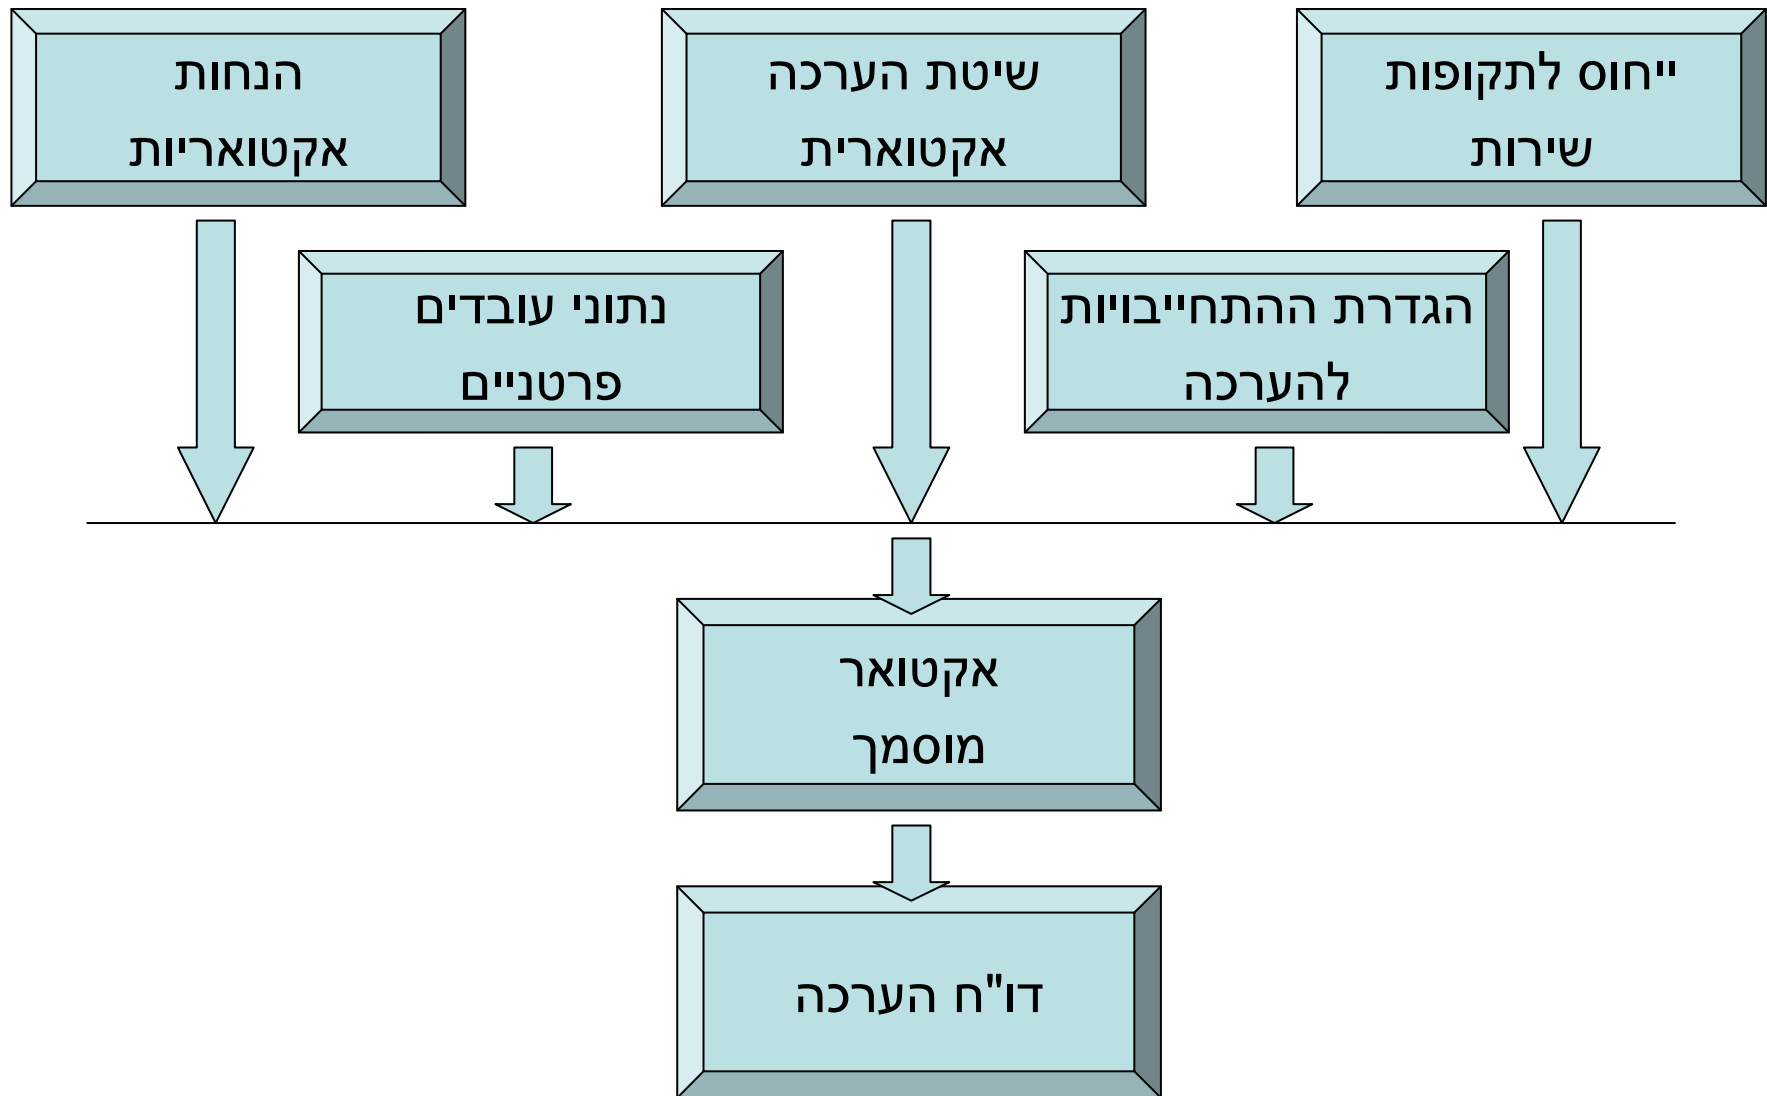 ייחוס לתקופות
שירות
שיטת הערכה
אקטוארית
הנחות
אקטואריות
הגדרת ההתחייבויות
להערכה
נתוני עובדים
פרטניים
אקטואר
מוסמך
דו"ח הערכה